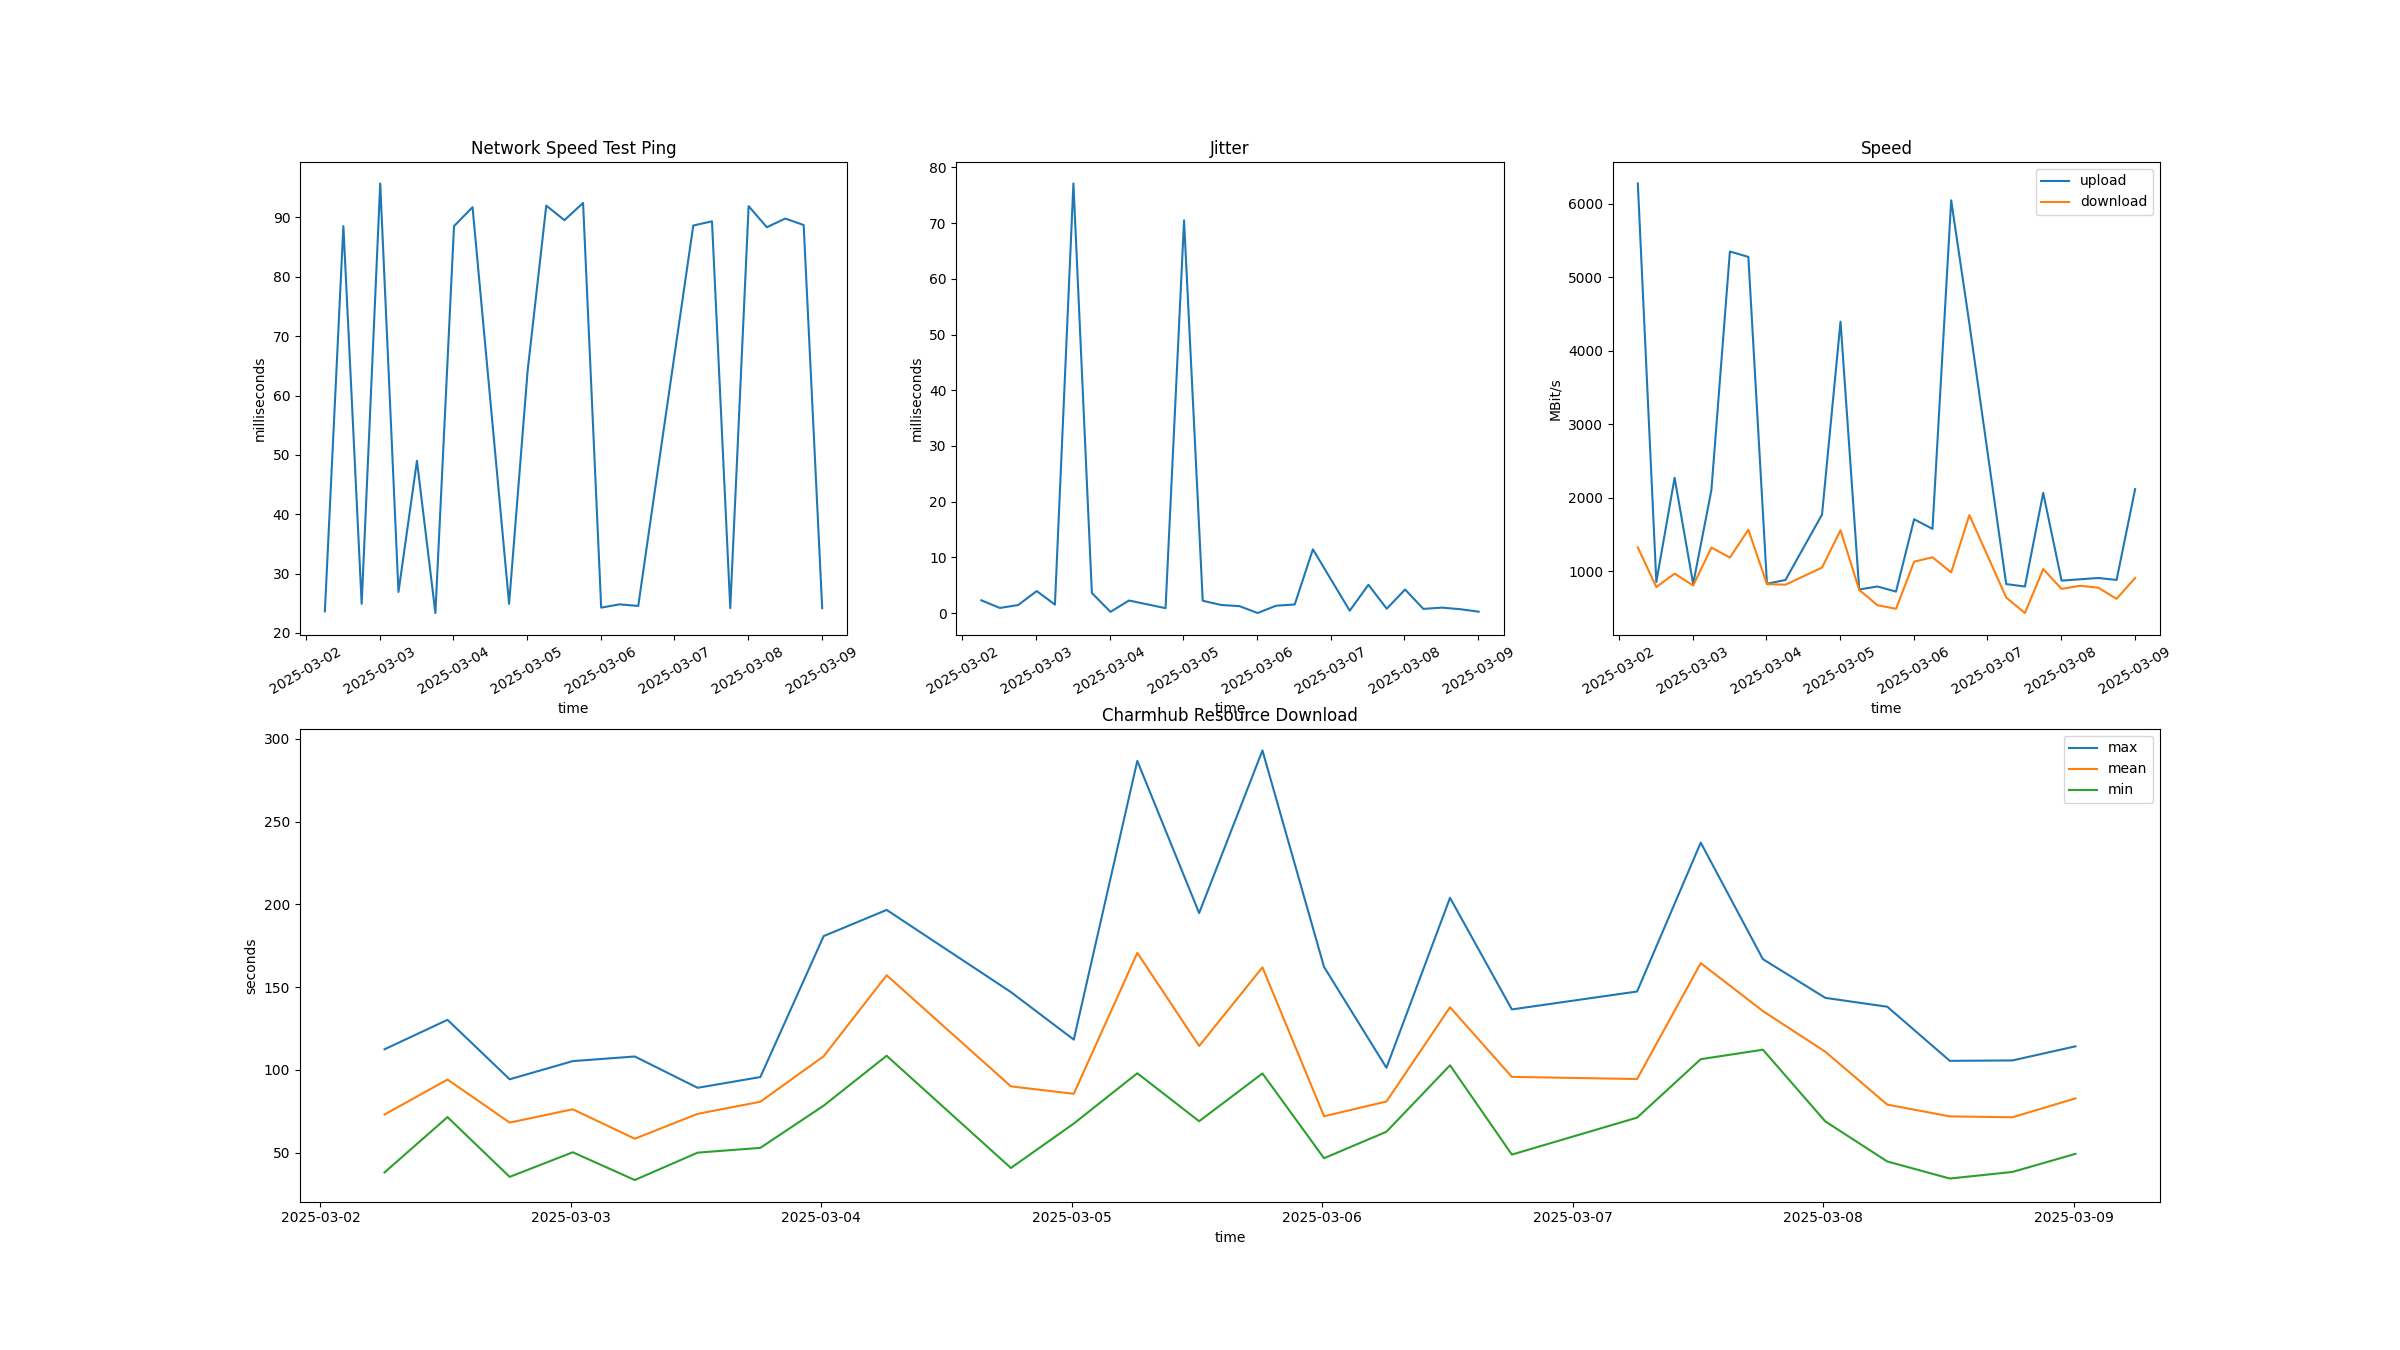 Network Speed Test Ping
milliseconds
90
80
70
60
50
40
30
20
2025-03-02 2025-03-03 2025-03-04 2025-03-05 2025-03-06 2025-03-07 2025-03-08 2025-03-09
time
Jitter
milliseconds
80
70
60
50
40
30
20
10
0
2025-03-02 2025-03-03 2025-03-04 2025-03-05 2025-03-06 2025-03-07 2025-03-08 2025-03-09
time
Speed
upload
download
MBit/s
6000
5000
4000
3000
2000
1000
2025-03-02 2025-03-03 2025-03-04 2025-03-05 2025-03-06 2025-03-07 2025-03-08 2025-03-09
time
Charmhub Resource Download
max
mean
min
seconds
300
250
200
150
100
50
2025-03-02 2025-03-03 2025-03-04 2025-03-05 2025-03-06 2025-03-07 2025-03-08 2025-03-09
time